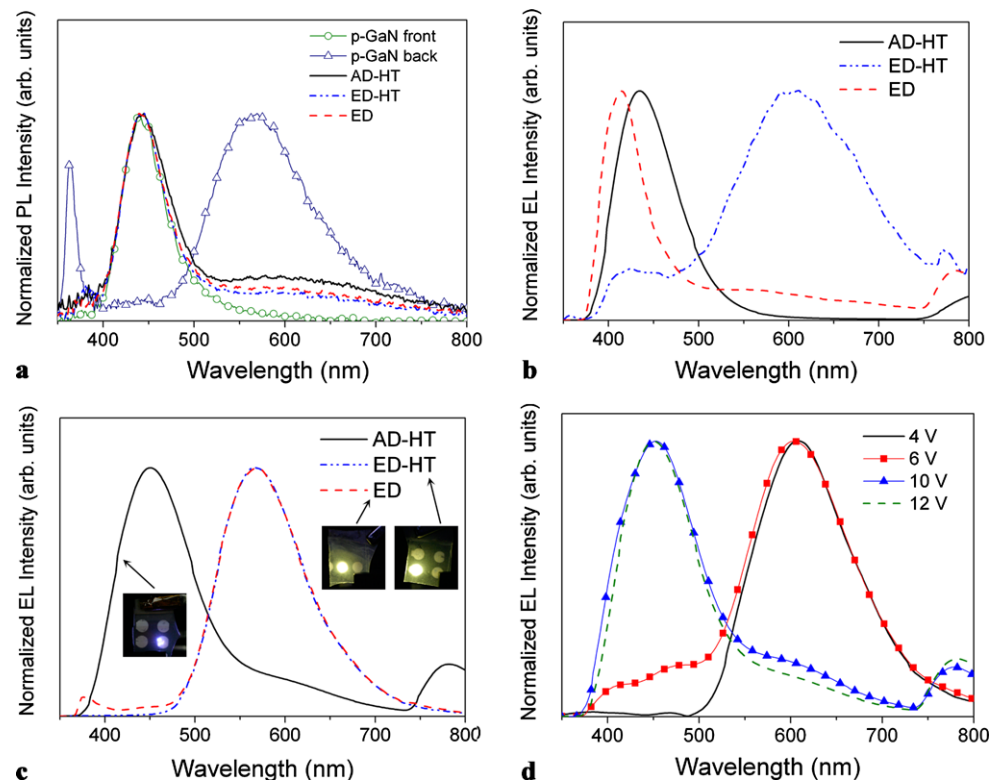 Normalized PL Intensity (arb. units)
p-GaN front
p-GaN back
AD-HT
ED-HT
ED
400 500 600 700 800
Wavelength (nm)
a
Normalized EL Intensity (arb. units)
AD-HT
ED-HT
ED
400 500 600 700 800
Wavelength (nm)
b
Normalized EL Intensity (arb. units)
AD-HT
ED-HT
ED
400 500 600 700 800
Wavelength (nm)
c
Normalized EL Intensity (arb. units)
4 V
6 V
10 V
12 V
400 500 600 700 800
Wavelength (nm)
d